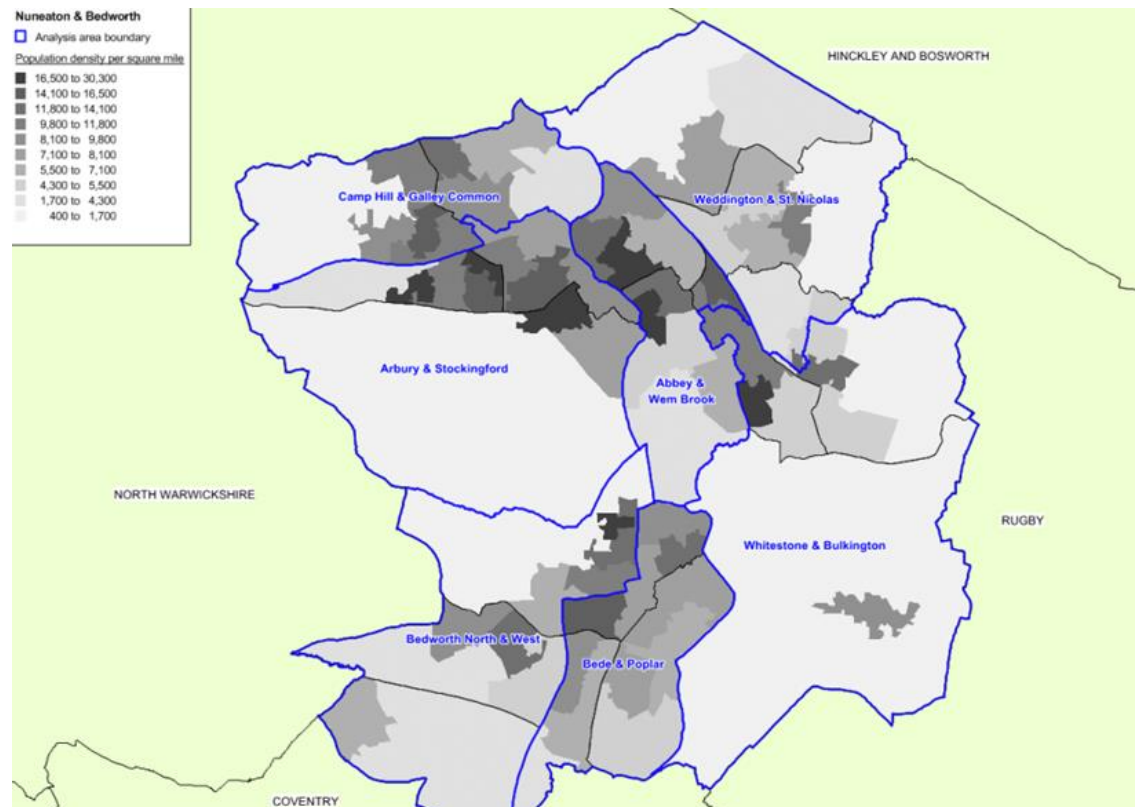 Nuneaton & Bedworth
Analysis area boundary
Population density per square mile
16,500 to 30,300
14,100 to 16,500
11,800 to 14,100
9,800 to 11,800
8,100 to 9,800
7,100 to 8,100
5,500 to 7,100
4,300 to 5,500
1,700 to 4,300
400 to 1,700
HINCKLEY AND BOSWORTH
Camp Hill & Galley Common
Weddington & St. Nicolas
Arbury & Stockingford
Abbey &
Wem Brook
NORTH WARWICKSHIRE
RUGBY
Whitestone & Bulkington
Bedworth North & West
Bede & Poplar
COVENTRY